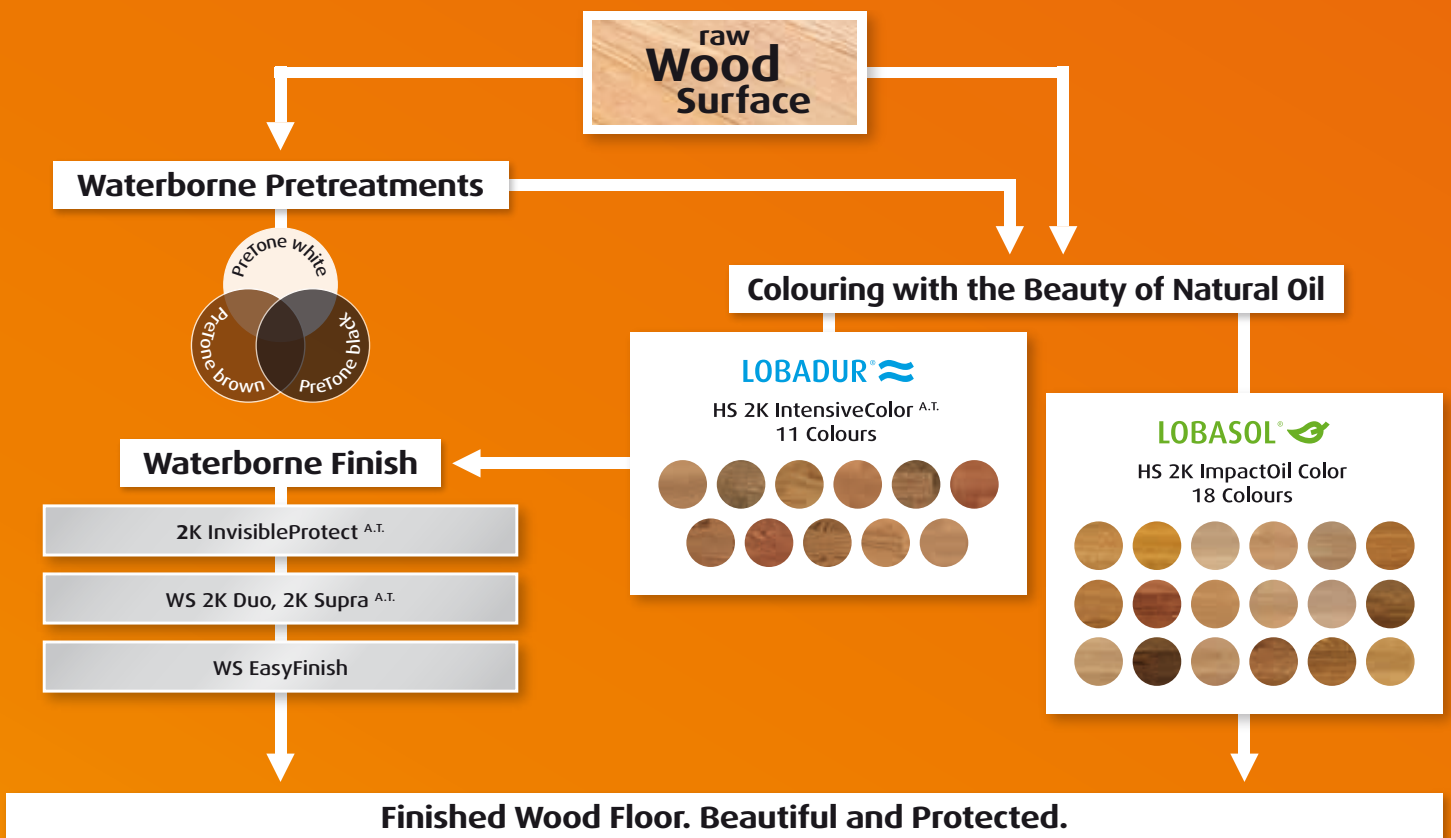 raw
Wood
Surface
Waterborne Pretreatments
PreTone white
PreTone brown
PreTone black
Colouring with the Beauty of Natural Oil
LOBADUR®
HS 2K IntensiveColor A.T.
11 Colours
LOBASOL®
HS 2K ImpactOil Color
18 Colours
Waterborne Finish
2K InvisibleProtect A.T.
WS 2K Duo, 2K Supra A.T.
WS EasyFinish
Finished Wood Floor. Beautiful and Protected.